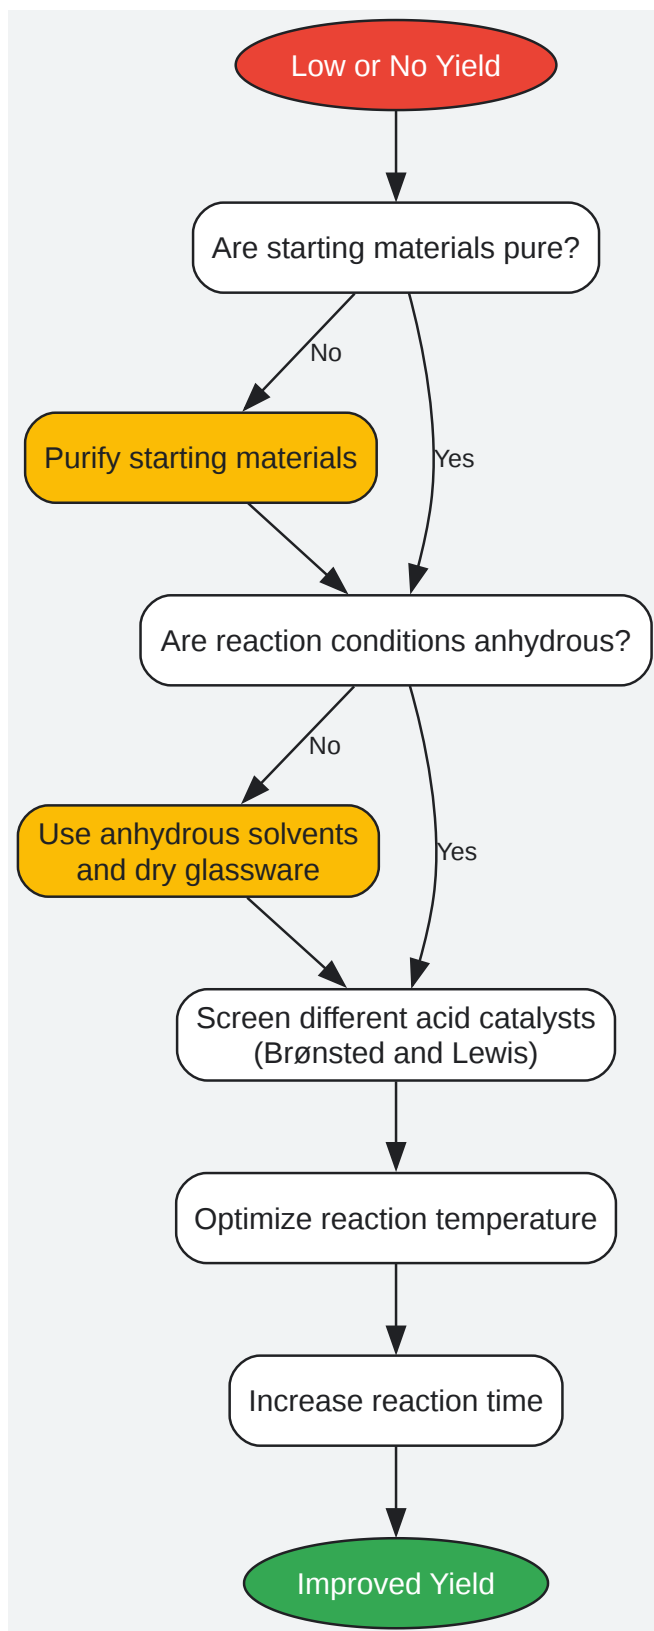 Low or No Yield
Are starting materials pure?
No
Purify starting materials
Yes
Are reaction conditions anhydrous?
No
Use anhydrous solvents
and dry glassware
Yes
Screen different acid catalysts
(Brønsted and Lewis)
Optimize reaction temperature
Increase reaction time
Improved Yield